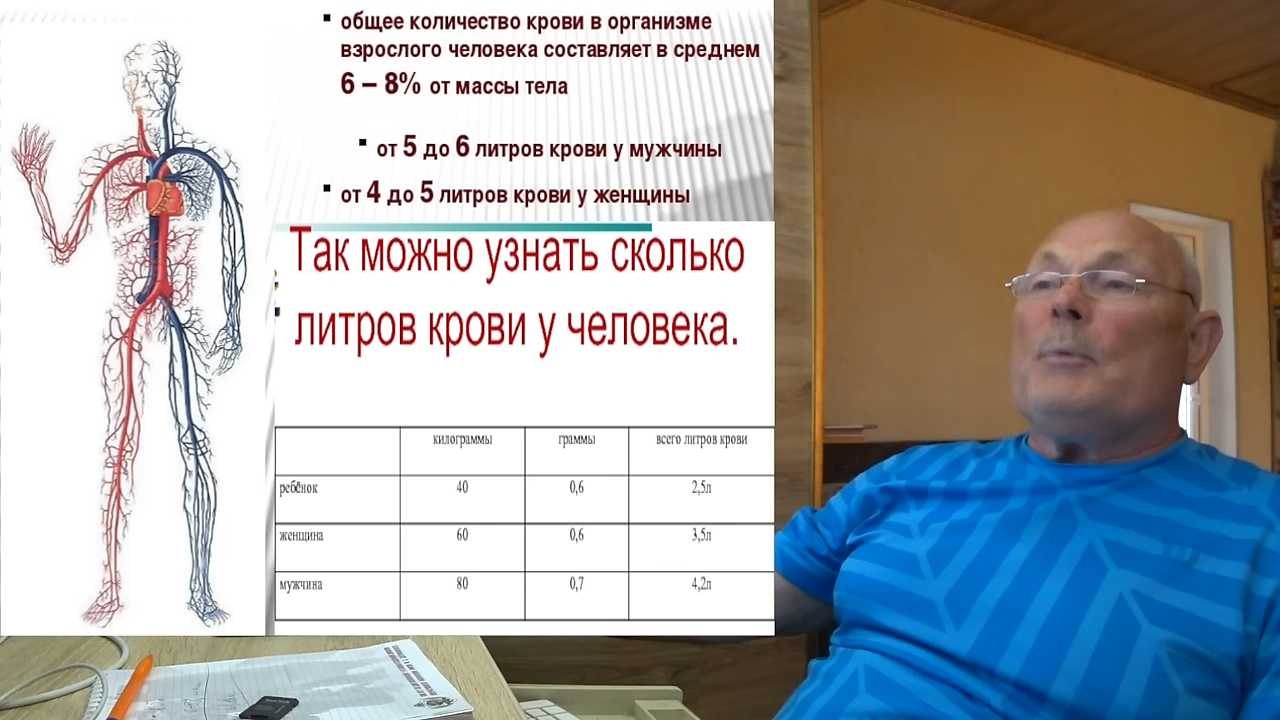 общее количество крови в организме
взрослого человека составляет в среднем
6 – 8% от массы тела
от 5 до 6 литров крови у мужчины
от 4 до 5 литров крови у женщины
Так можно узнать сколько
литров крови у человека.
килограммы граммы всего литров крови
ребёнок 40 0,6 2,5л
женщина 60 0,6 3,5л
мужчина 80 0,7 4,2л